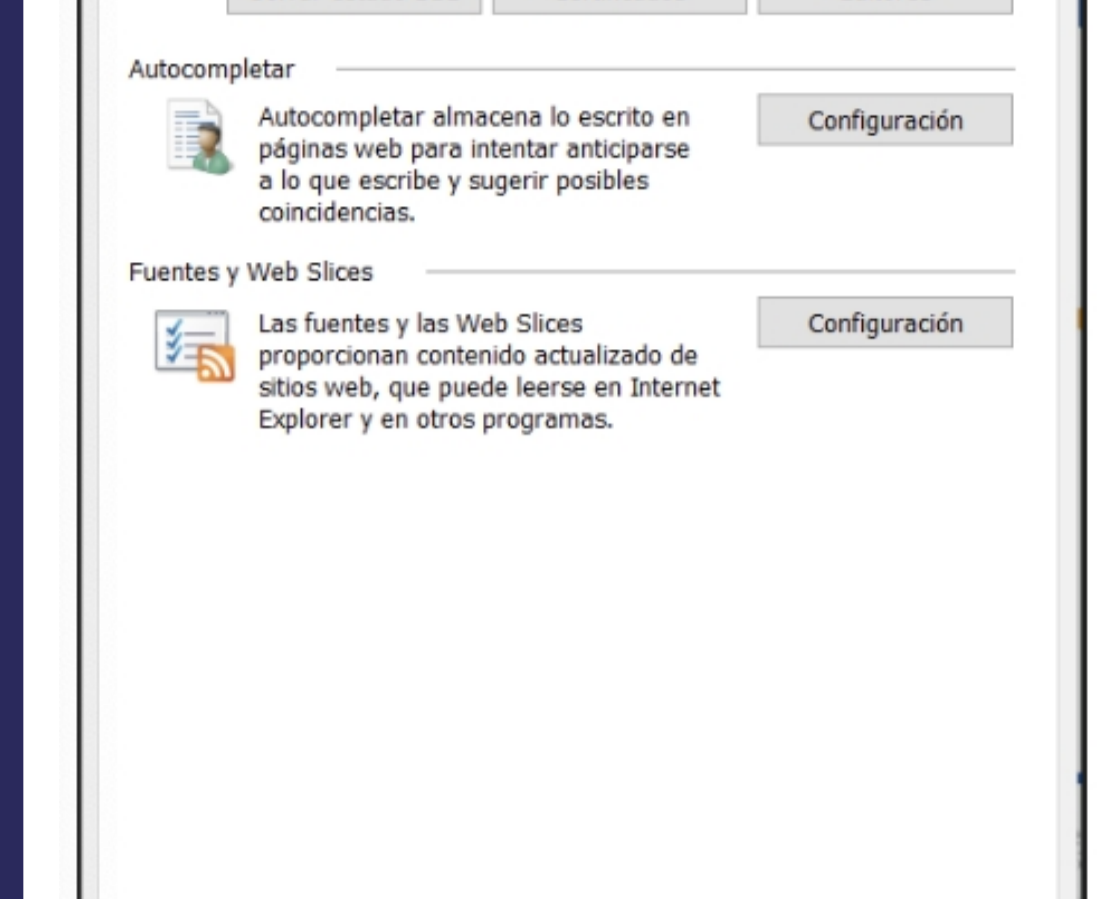 Autocompletar
Autocompletar almacena lo escrito en
páginas web para intentar anticiparse
a lo que escribe y sugerir posibles
coincidencias.
Configuración
Fuentes y Web Slices
Las fuentes y las Web Slices
proporcionan contenido actualizado de
sitios web, que puede leerse en Internet
Explorer y en otros programas.
Configuración